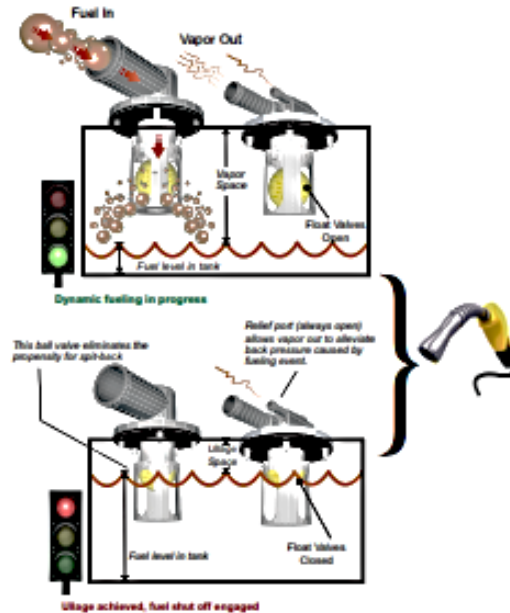 Fuel In
Vapor Out
Vapor
Space
Float Valves
Open
Fuel level in tank
Dynamic fueling in progress
This ball valve eliminates the
propensity for spit-back
Relief port (always open)
allows vapor out to alleviate
back pressure caused by
fueling event.
Ullage
Space
Fuel level in tank
Float Valves
Closed
Ullage achieved, fuel shut off engaged